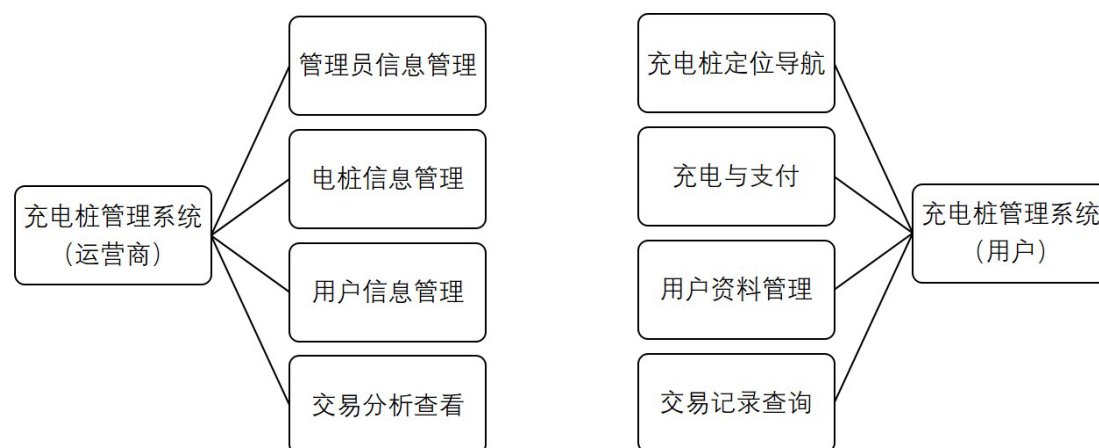 充电桩管理系统
（运营商）
管理员信息管理
电桩信息管理
用户信息管理
交易分析查看
充电桩定位导航
充电与支付
用户资料管理
交易记录查询
充电桩管理系统
（用户）